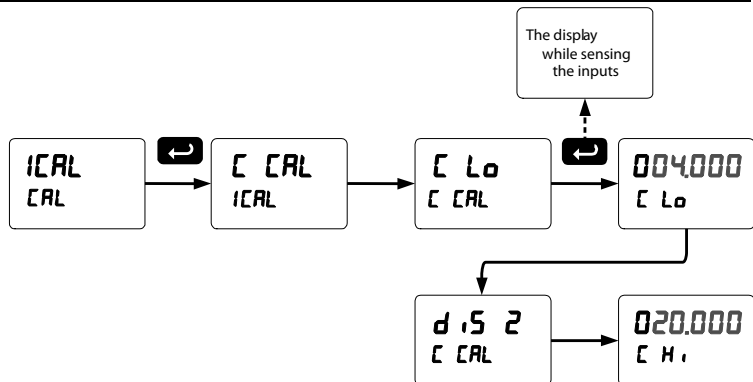 The display
while sensing
the inputs
ICAL
CAL
C CAL
ICAL
C Lo
C CAL
004.000
C Lo
diS 2
C CAL
020.000
C Hi